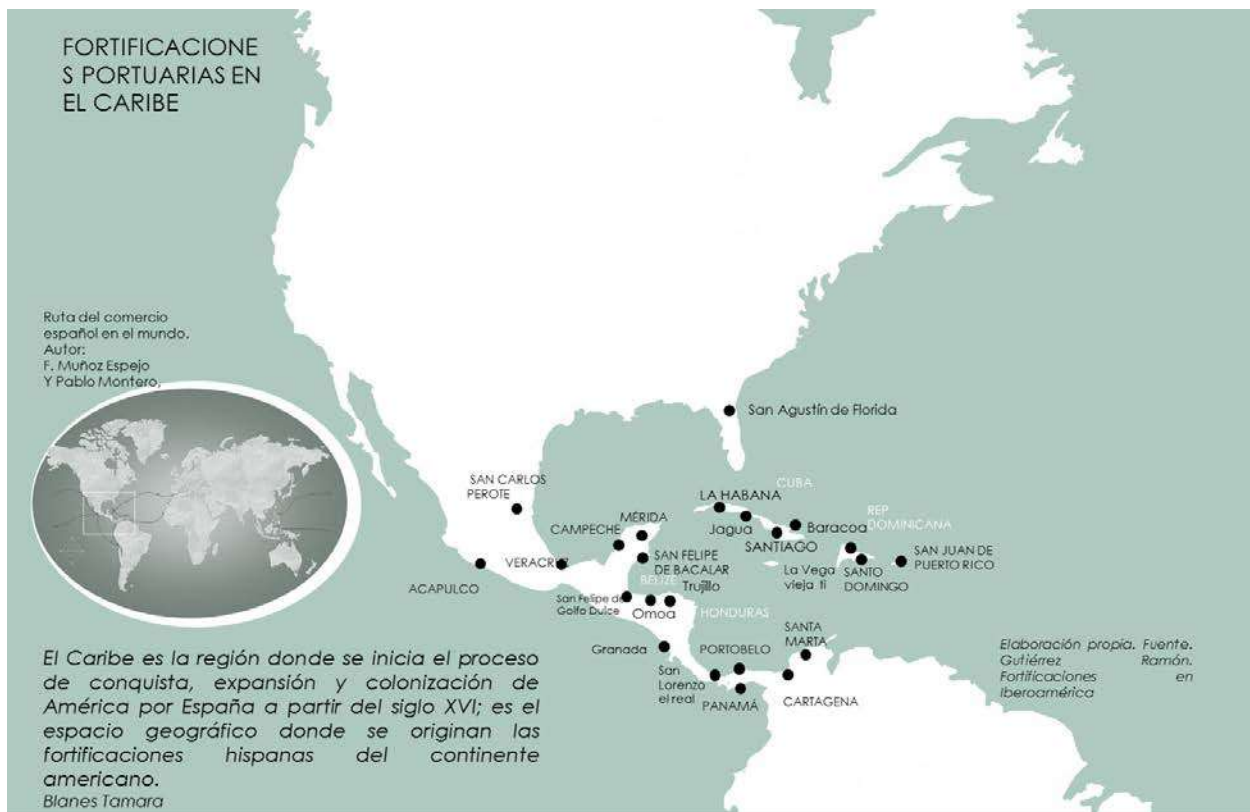 FORTIFICACIONE
S PORTUARIAS EN
EL CARIBE
Ruta del comercio
español en el mundo.
Autor:
F. Muñoz Espejo
Y Pablo Montero,
San Agustín de Florida
SAN CARLOS
PEROTE
CUBA
LA HABANA
REP
DOMINICANA
MÉRIDA
CAMPECHE
Jagua
Baracoa
SANTIAGO
VERACRUZ
SAN FELIPE
DE BACALAR
SAN JUAN DE
PUERTO RICO
La Vega
vieja ti
SANTO
DOMINGO
ACAPULCO
BELIZE
Trujillo
San Felipe de
Golfo Dulce
Omoa
HONDURAS
SANTA
MARTA
Granada
PORTOBELO
San
Lorenzo
el real
PANAMÁ
CARTAGENA
El Caribe es la región donde se inicia el proceso
de conquista, expansión y colonización de
América por España a partir del siglo XVI; es el
espacio geográfico donde se originan las
fortificaciones hispanas del continente
americano.
Blanes Tamara
Elaboración propia. Fuente.
Gutiérrez Ramón.
Fortificaciones en
Iberoamérica